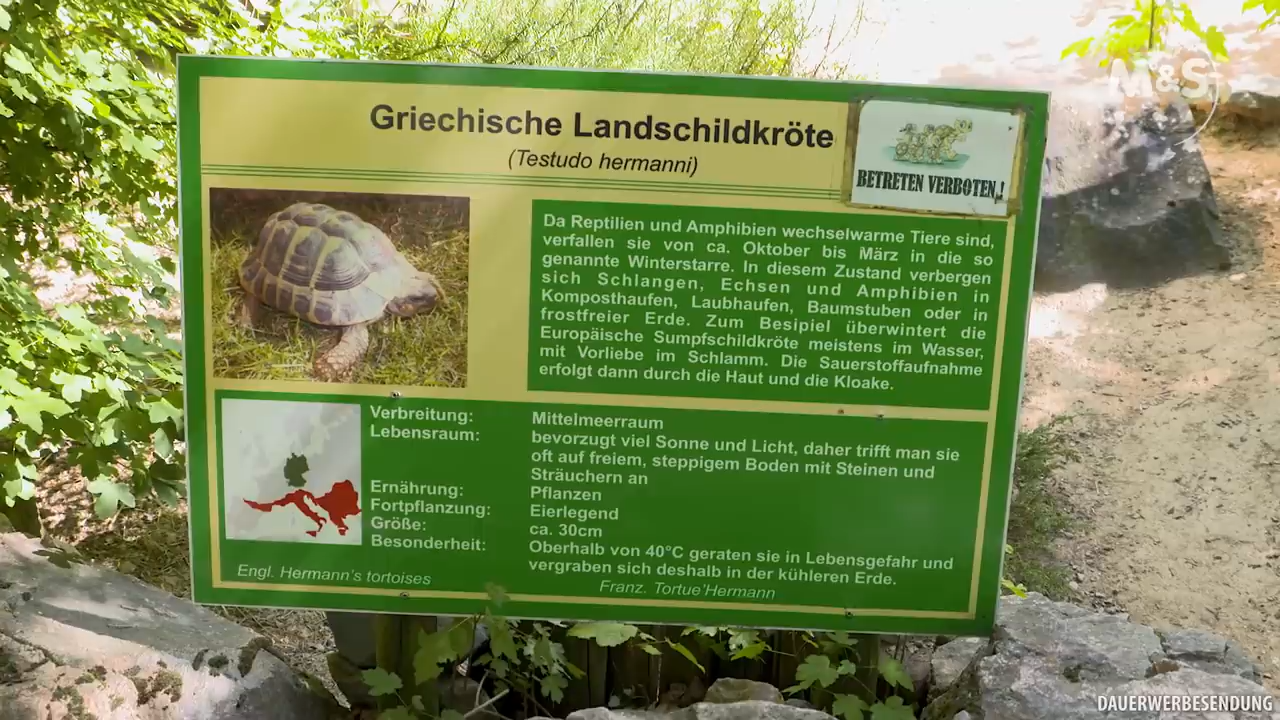 M&S
Griechische Landschildkröte
(Testudo hermanni)
BETRETEN VERBOTEN!
Da Reptilien und Amphibien wechselwarme Tiere sind,
verfallen sie von ca. Oktober bis März in die so
genannte Winterstarre. In diesem Zustand verbergen
sich Schlangen, Echsen und Amphibien in
Komposthaufen, Laubhaufen, Baumstuben oder in
frostfreier Erde. Zum Besipiel überwintert die
Europäische Sumpfschildkröte meistens im Wasser,
mit Vorliebe im Schlamm. Die Sauerstoffaufnahme
erfolgt dann durch die Haut und die Kloake.
Verbreitung: Mittelmeerraum
Lebensraum: bevorzugt viel Sonne und Licht, daher trifft man sie
oft auf freiem, steppigem Boden mit Steinen und
Sträuchern an
Ernährung: Pflanzen
Fortpflanzung: Eierlegend
Größe: ca. 30cm
Besonderheit: Oberhalb von 40°C geraten sie in Lebensgefahr und
vergraben sich deshalb in der kühleren Erde.
Engl. Hermann's tortoises Franz. Tortue'Hermann
DAUERWERBESENDUNG